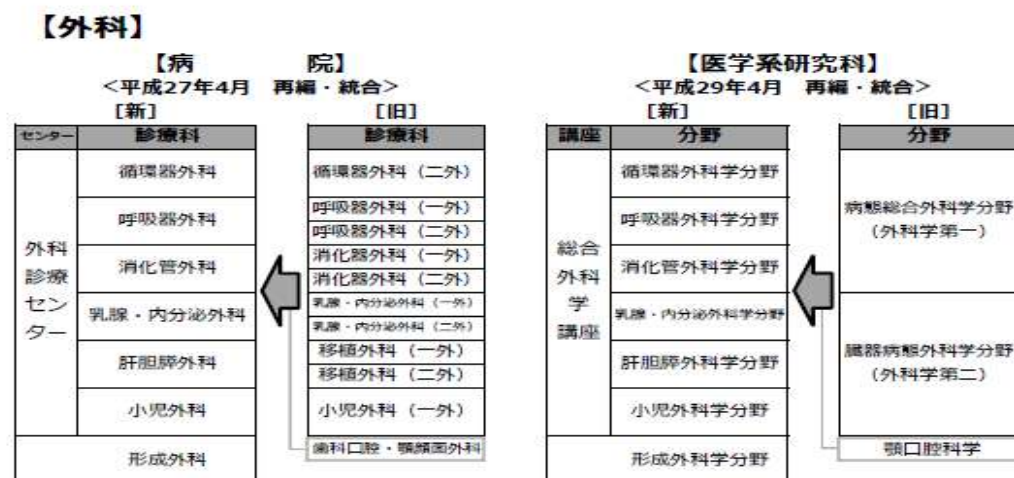 【外科】
【病　　院】
<平成27年4月　再編・統合>
[新]
[旧]
センター
診療科
外科診療センター
循環器外科
呼吸器外科
消化管外科
乳腺・内分泌外科
肝胆膵外科
小児外科
形成外科
診療科
循環器外科（二外）
呼吸器外科（一外）
呼吸器外科（二外）
消化器外科（一外）
消化器外科（二外）
乳腺・内分泌外科（一外）
乳腺・内分泌外科（二外）
移植外科（一外）
移植外科（二外）
小児外科（一外）
歯科口腔・顎顔面外科
【医学系研究科】
<平成29年4月　再編・統合>
[新]
[旧]
講座
分野
総合
外科
学
講座
循環器外科学分野
呼吸器外科学分野
消化管外科学分野
乳腺・内分泌外科学分野
肝胆膵外科学分野
小児外科学分野
形成外科学分野
分野
病態総合外科学分野
（外科学第一）
臓器病態外科学分野
（外科学第二）
顎口腔科学